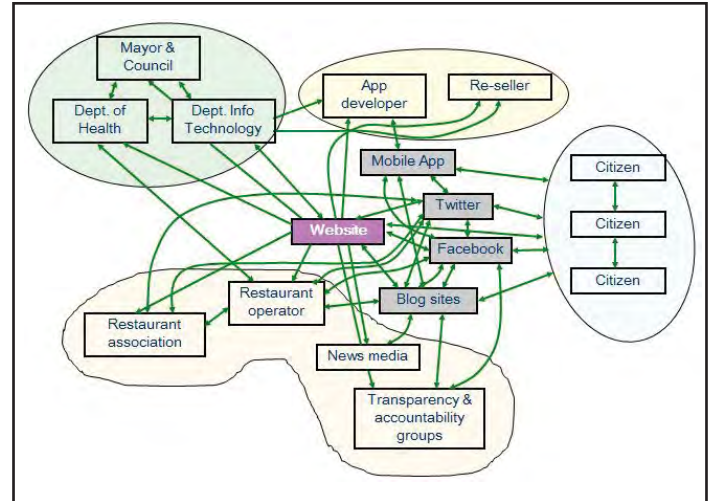 Mayor &
Council
Dept. of
Health
Dept. Info
Technology
App
developer
Re-seller
Mobile App
Twitter
Website
Facebook
Blog sites
Citizen
Citizen
Citizen
Restaurant
operator
Restaurant
association
News media
Transparency &
accountability
groups